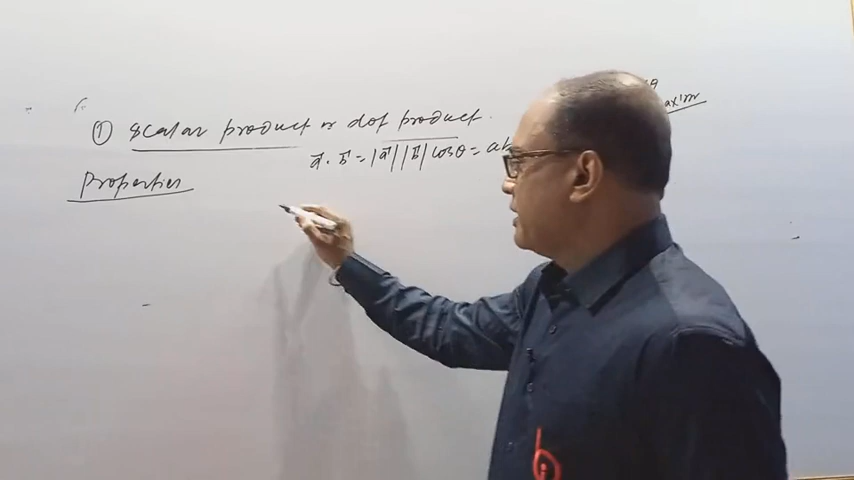 ① Scalar product or dot product.
a⃗ . b⃗ = |a⃗| |b⃗| cosθ = ab
Properties